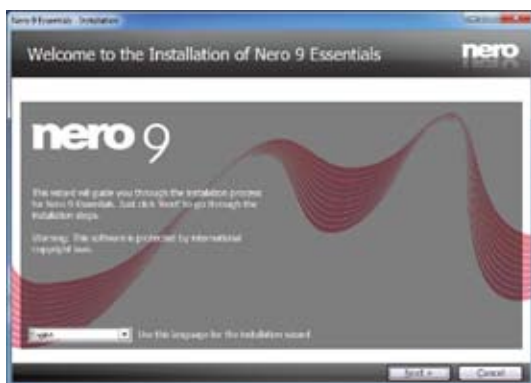 Nero 9 Essentials - Installation
Welcome to the Installation of Nero 9 Essentials
nero
nero 9
This wizard will guide you through the installation process
for Nero 9 Essentials. Just click 'Next' to go through the
installation steps.
Warning: This software is protected by international
copyright laws.
English
Use this language for the installation wizard
Next >
Cancel